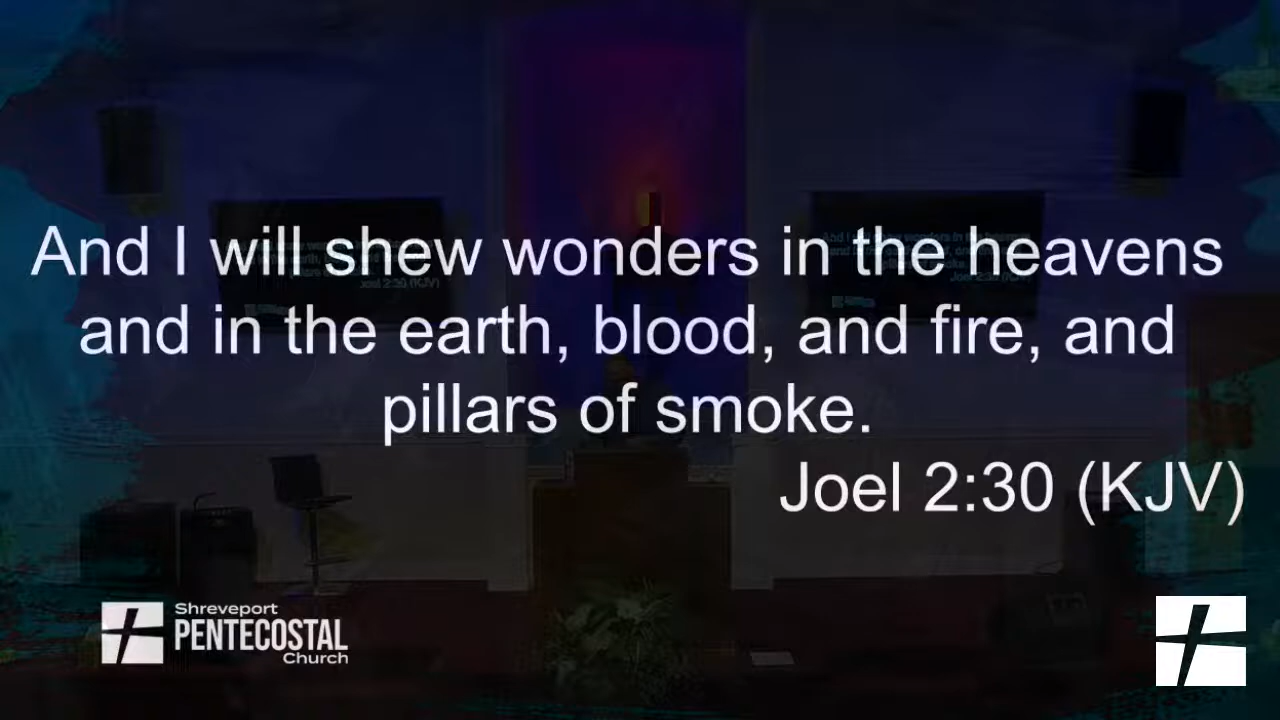 And I will shew wonders in the heavens
and in the earth, blood, and fire, and
pillars of smoke.
Joel 2:30 (KJV)
Shreveport
PENTECOSTAL
Church